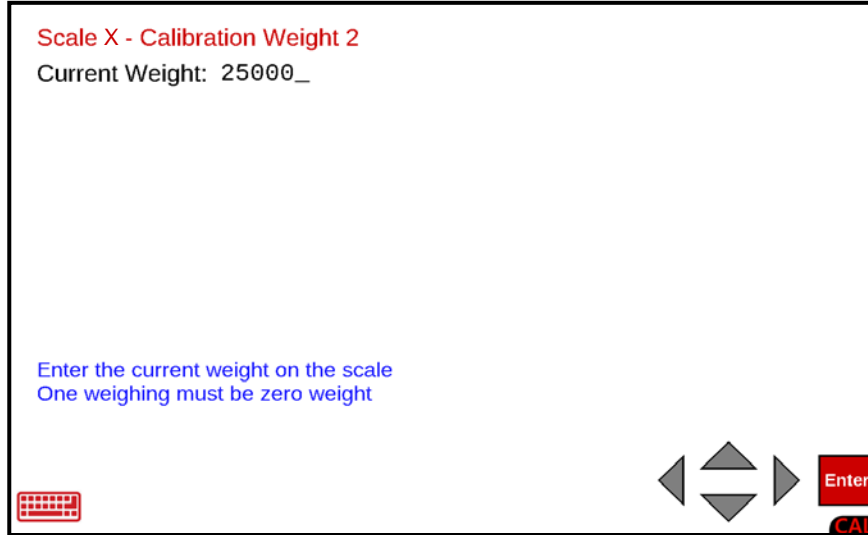 Scale X - Calibration Weight 2
Current Weight: 25000_
Enter the current weight on the scale
One weighing must be zero weight
Enter